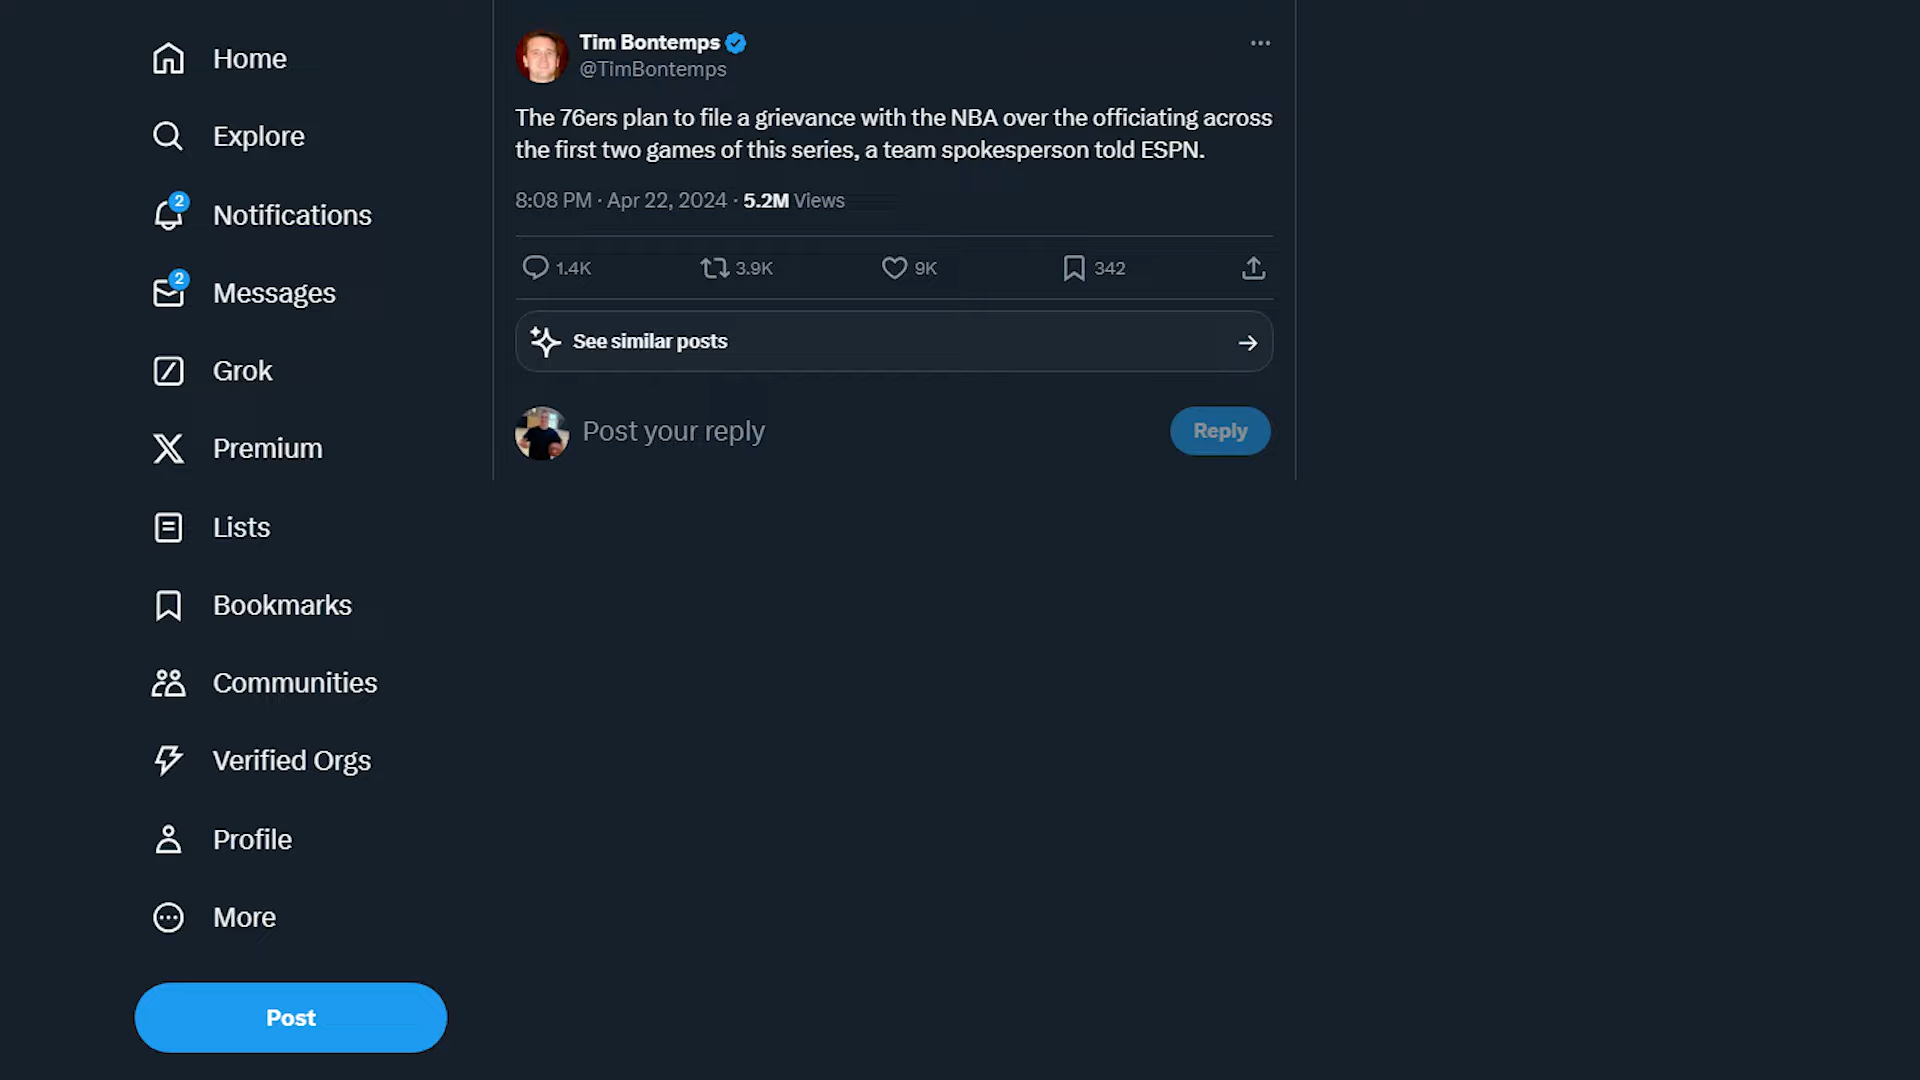 Home
Explore
2
Notifications
2
Messages
Grok
Premium
Lists
Bookmarks
Communities
Verified Orgs
Profile
More
Post
Tim Bontemps
@TimBontemps
The 76ers plan to file a grievance with the NBA over the officiating across
the first two games of this series, a team spokesperson told ESPN.
8:08 PM · Apr 22, 2024 · 5.2M Views
1.4K 3.9K 9K 342
See similar posts
Post your reply Reply